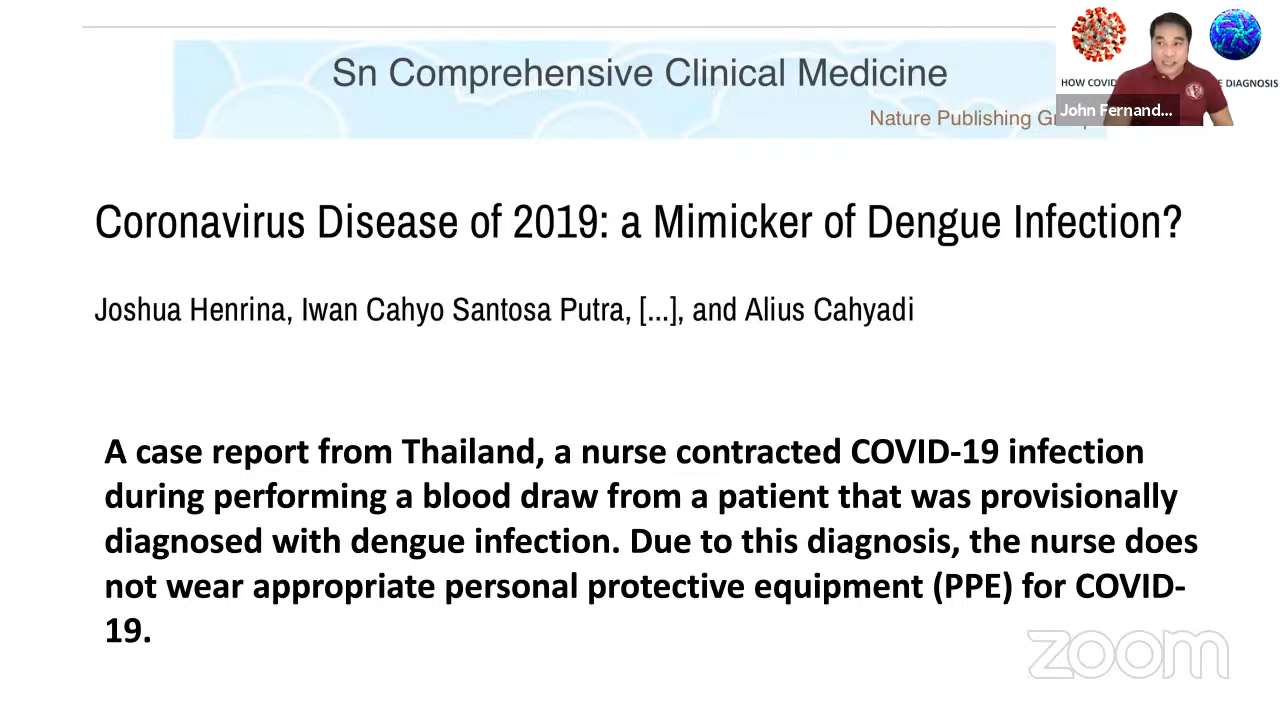 Sn Comprehensive Clinical Medicine
Nature Publishing
HOW COVID
E DIAGNOSIS
John Fernand...
Coronavirus Disease of 2019: a Mimicker of Dengue Infection?
Joshua Henrina, Iwan Cahyo Santosa Putra, [...], and Alius Cahyadi
A case report from Thailand, a nurse contracted COVID-19 infection
during performing a blood draw from a patient that was provisionally
diagnosed with dengue infection. Due to this diagnosis, the nurse does
not wear appropriate personal protective equipment (PPE) for COVID-
19.
zoom